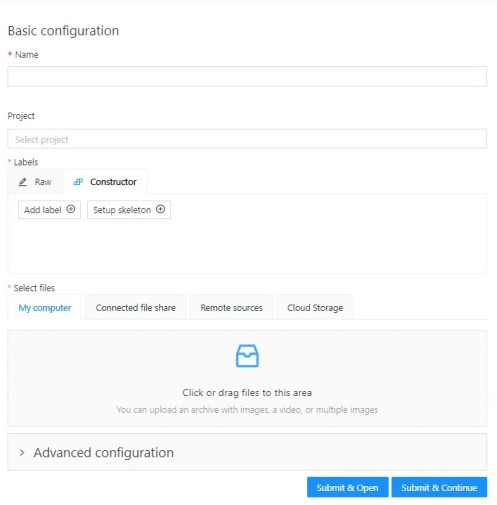 Basic configuration
* Name
Project
Select project
* Labels
Raw Constructor
Add label Setup skeleton
* Select files
My computer Connected file share Remote sources Cloud Storage
Click or drag files to this area
You can upload an archive with images, a video, or multiple images
> Advanced configuration
Submit & Open Submit & Continue